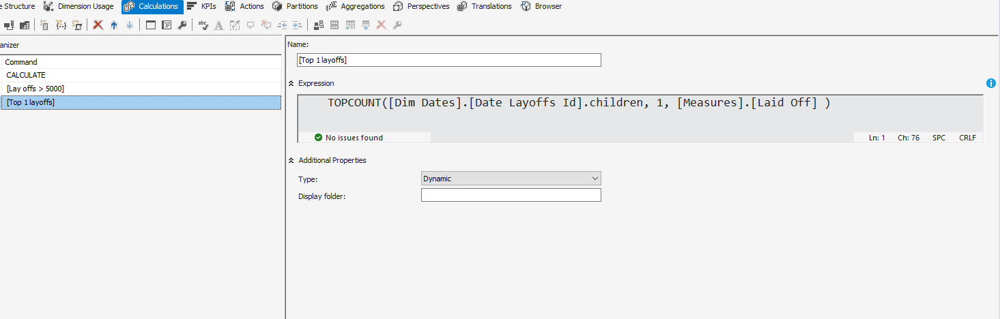 e Structure Dimension Usage Calculations KPIs Actions Partitions Aggregations Perspectives Translations Browser
abc A
anizer
Name:
Command
[Top 1 layoffs]
CALCULATE
[Lay offs > 5000]
Expression
[Top 1 layoffs]
TOPCOUNT([Dim Dates].[Date Layoffs Id].children, 1, [Measures].[Laid Off] )
No issues found Ln: 1 Ch: 76 SPC CRLF
Additional Properties
Type: Dynamic
Display folder: